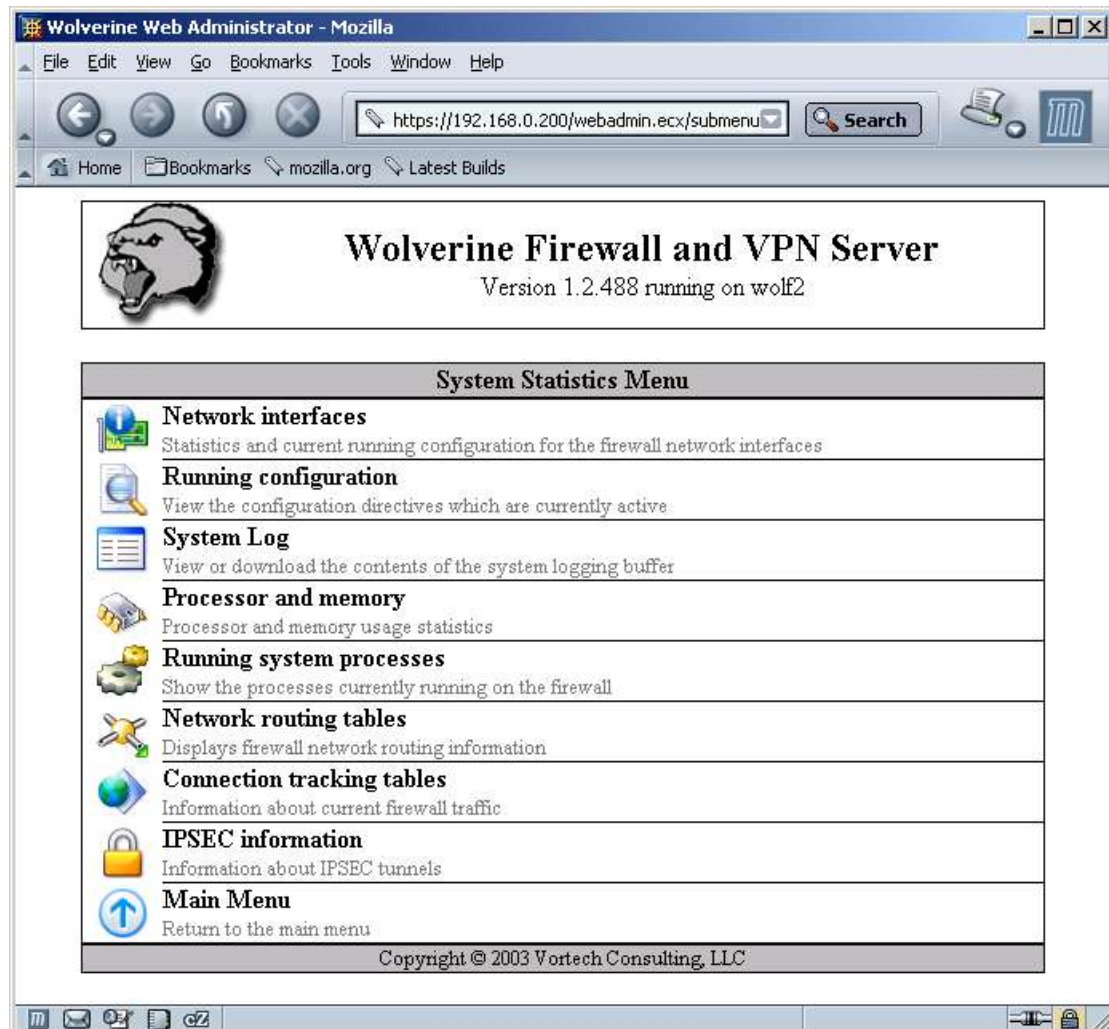 Wolverine Web Administrator - Mozilla
File Edit View Go Bookmarks Tools Window Help
https://192.168.0.200/webadmin.ecx/submenu Search
Home Bookmarks mozilla.org Latest Builds
Wolverine Firewall and VPN Server
Version 1.2.488 running on wolf2
System Statistics Menu
Network interfaces
Statistics and current running configuration for the firewall network interfaces
Running configuration
View the configuration directives which are currently active
System Log
View or download the contents of the system logging buffer
Processor and memory
Processor and memory usage statistics
Running system processes
Show the processes currently running on the firewall
Network routing tables
Displays firewall network routing information
Connection tracking tables
Information about current firewall traffic
IPSEC information
Information about IPSEC tunnels
Main Menu
Return to the main menu
Copyright © 2003 Vortech Consulting, LLC
cZ